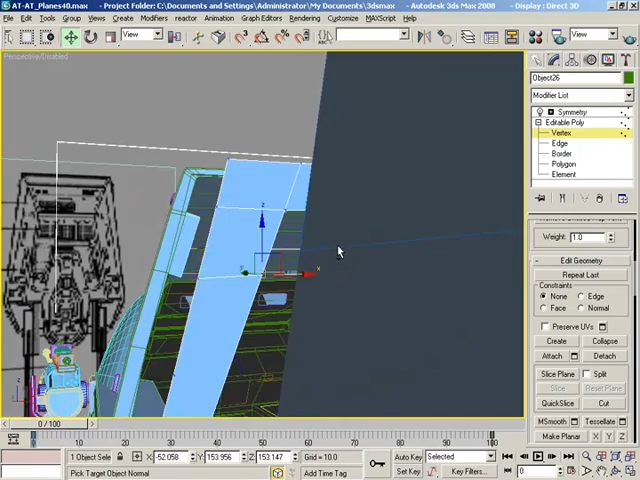 AT-AT_Planes40.max - Project Folder: C:\Documents and Settings\Administrator\My Documents\3dsmax - Autodesk 3ds Max 2008 - Display : Direct 3D
File Edit Tools Group Views Create Modifiers reactor Animation Graph Editors Rendering Customize MAXScript Help
View
View
Perspective/Disabled
Object26
Modifier List
Symmetry
Editable Poly
Vertex
Edge
Border
Polygon
Element
Weight: 1.0
Edit Geometry
Repeat Last
Constraints
None Edge
Face Normal
Preserve UVs
Create Collapse
Attach Detach
Slice Plane Split
Slice Reset Plane
QuickSlice Cut
MSmooth Tessellate
Make Planar X Y Z
z
y
x
0 / 100
0 10 20 30 40 50 60 70 80 90 100
1 Object Sele X: -52.058 Y: 153.956 Z: 153.147 Grid = 10.0 Auto Key Selected
Pick Target Object Normal Add Time Tag Set Key Key Filters... 0